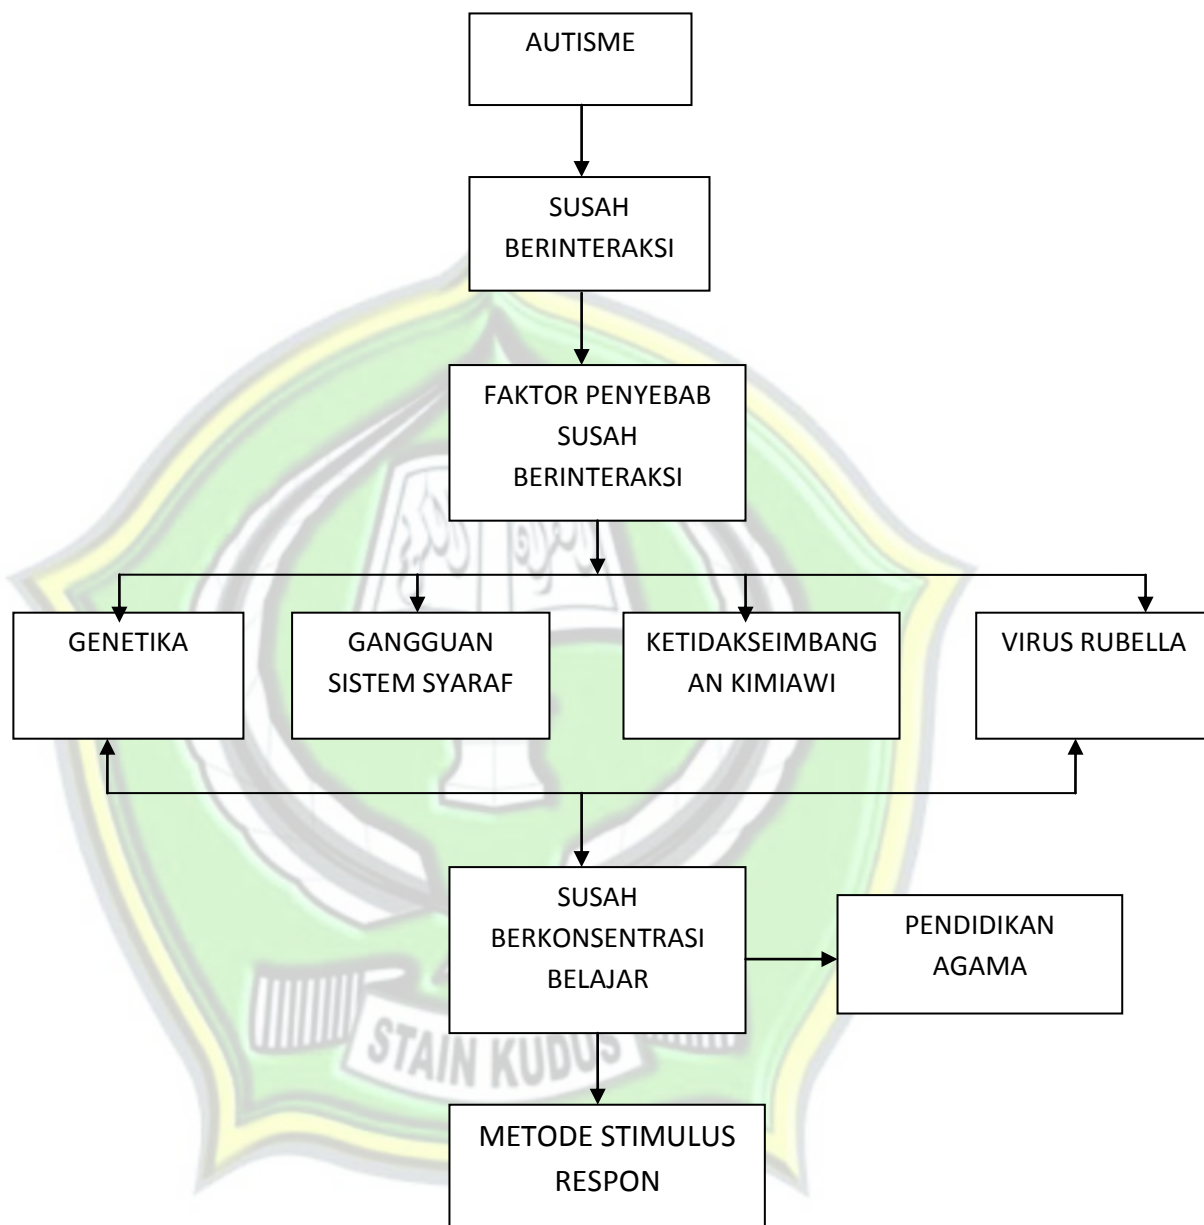 AUTISME
SUSAH
BERINTERAKSI
FAKTOR PENYEBAB
SUSAH
BERINTERAKSI
GENETIKA
GANGGUAN
SISTEM SYARAF
KETIDAKSEIMBANG
AN KIMIAWI
VIRUS RUBELLA
SUSAH
BERKONSENTRASI
BELAJAR
PENDIDIKAN
AGAMA
STAIN KUDUS
METODE STIMULUS
RESPON